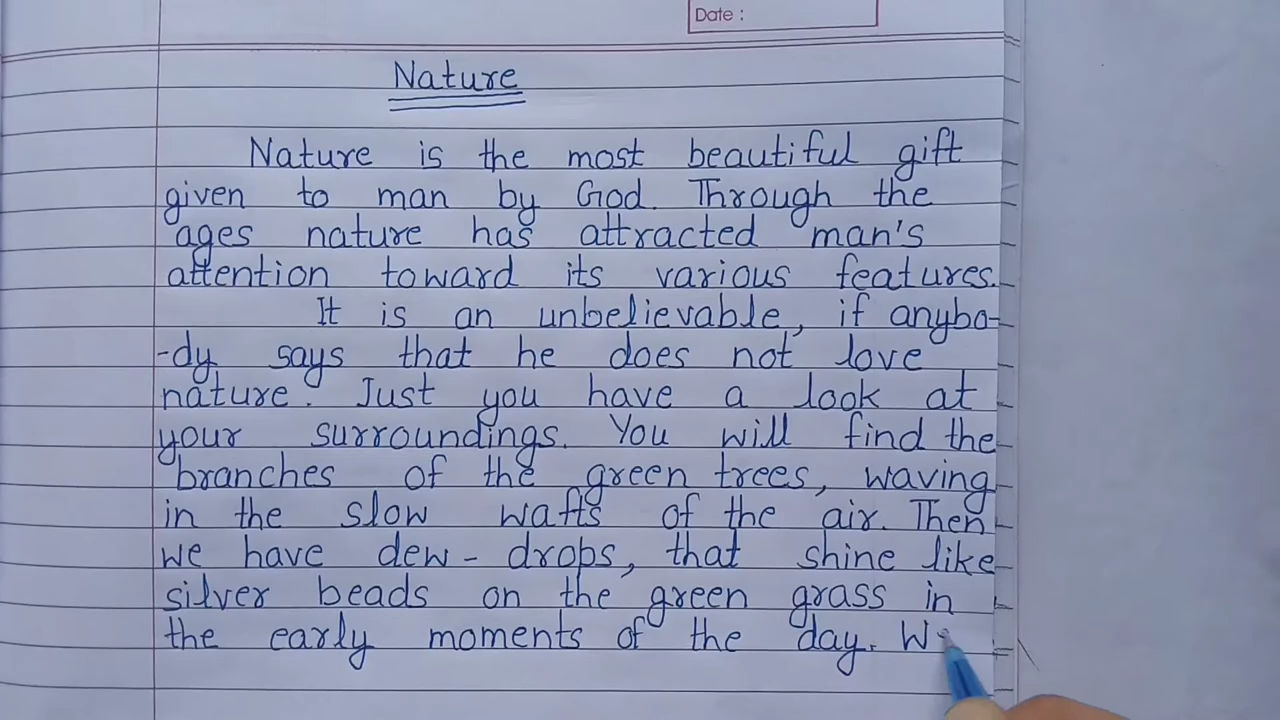 Date :
Nature
Nature is the most beautiful gift
given to man by God. Through the
ages nature has attracted man's
attention toward its various features.
It is an unbelievable, if anybo-
-dy says that he does not love
nature. Just you have a look at
your surroundings. You will find the
branches of the green trees, waving
in the slow wafts of the air. Then
we have dew - drops, that shine like
silver beads on the green grass in
the early moments of the day. W